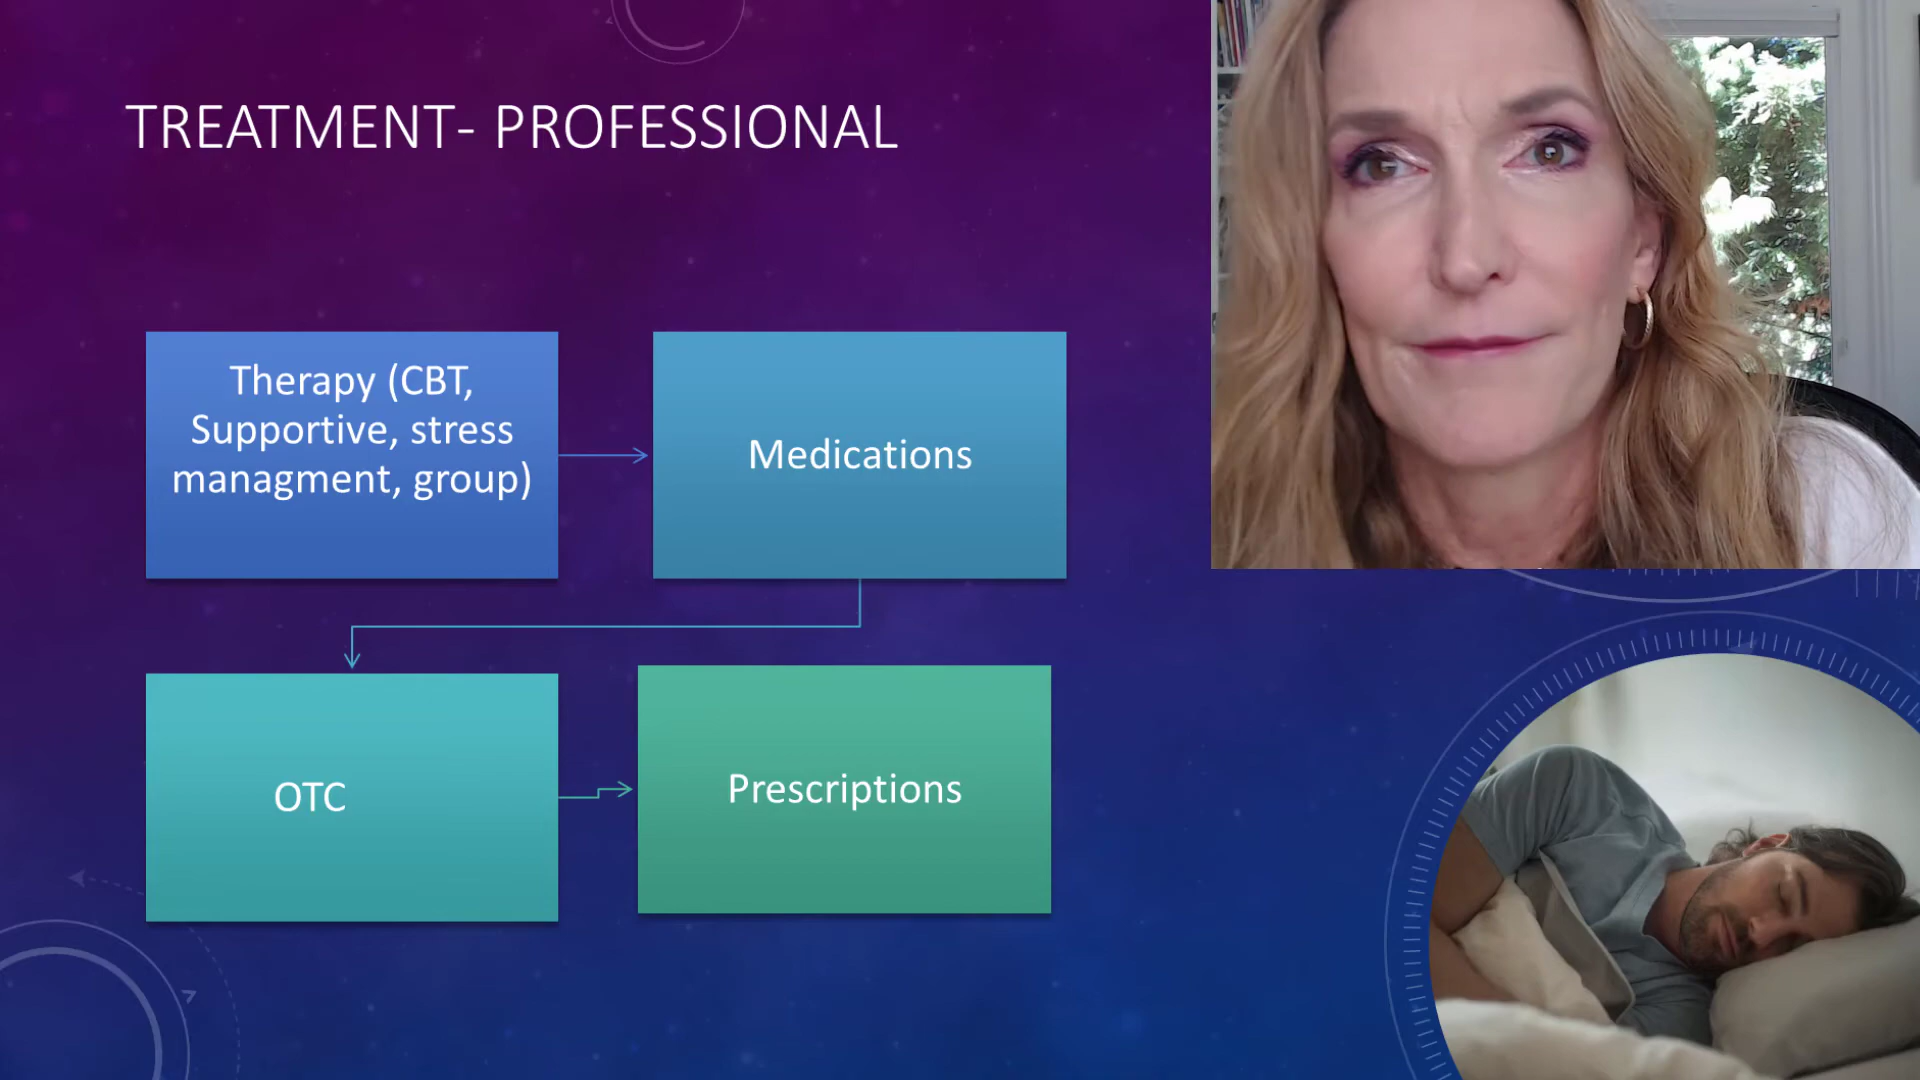 TREATMENT- PROFESSIONAL
Therapy (CBT,
Supportive, stress
managment, group)
Medications
OTC
Prescriptions